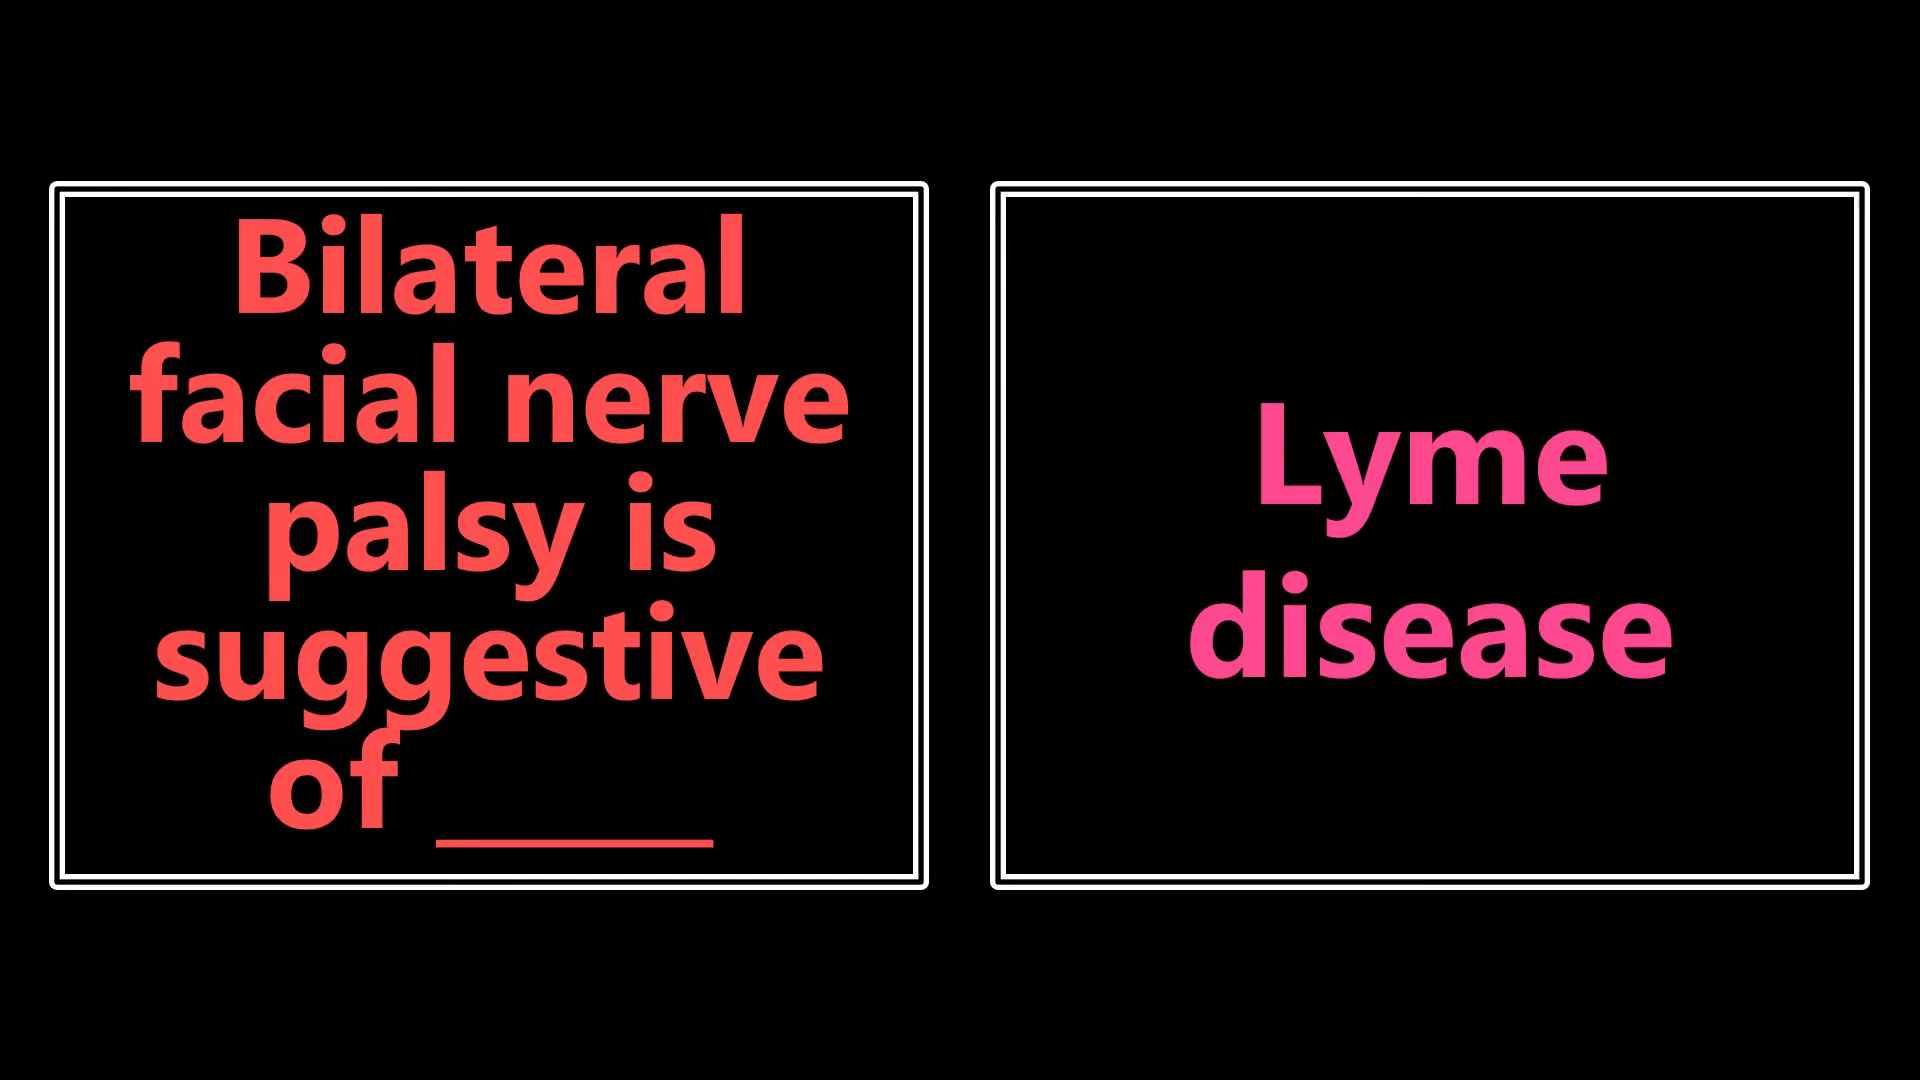 Bilateral
facial nerve
palsy is
suggestive
of ______
Lyme
disease